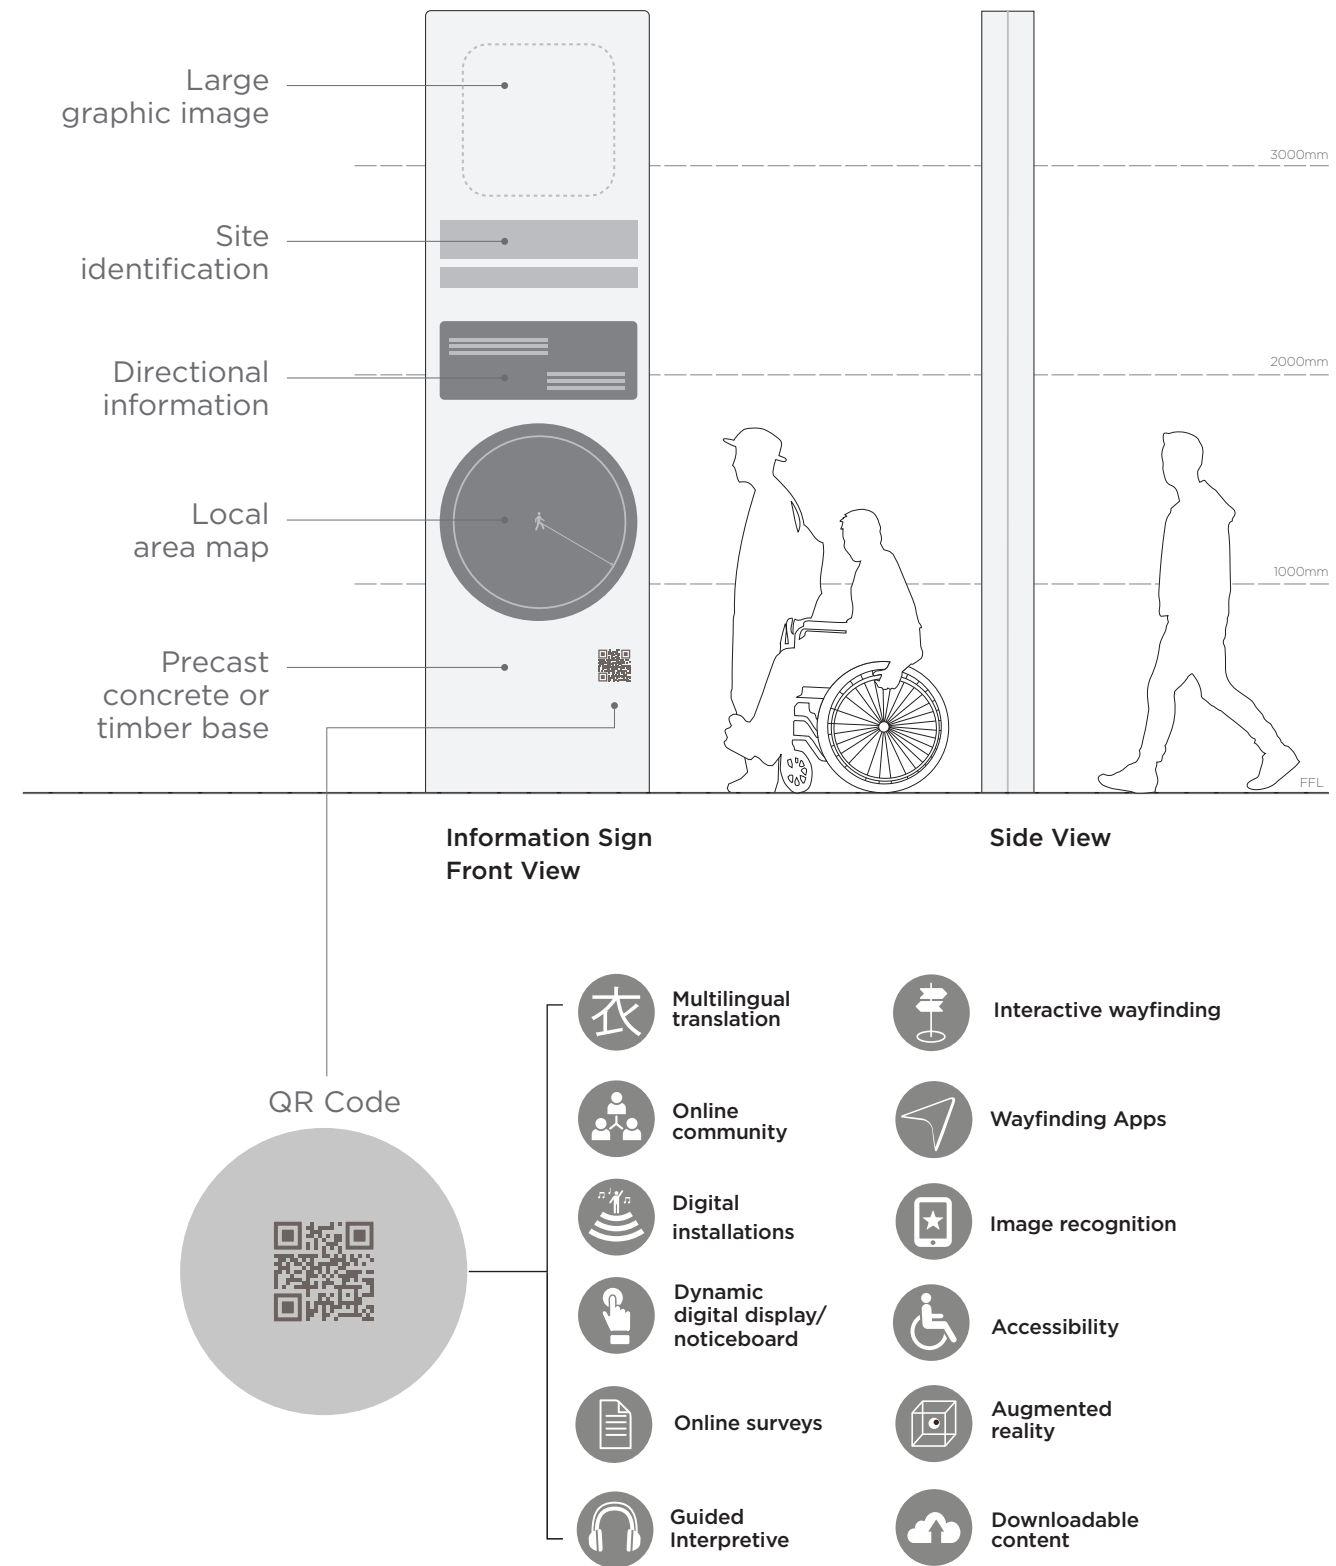 Large
graphic image
3000mm
Site
identification
2000mm
Directional
information
Local
area map
1000mm
Precast
concrete or
timber base
FFL
Information Sign
Front View
Side View
QR Code
衣
Multilingual
translation
Online
community
Digital
installations
Dynamic
digital display/
noticeboard
Online surveys
Guided
Interpretive
Interactive wayfinding
Wayfinding Apps
Image recognition
Accessibility
Augmented
reality
Downloadable
content